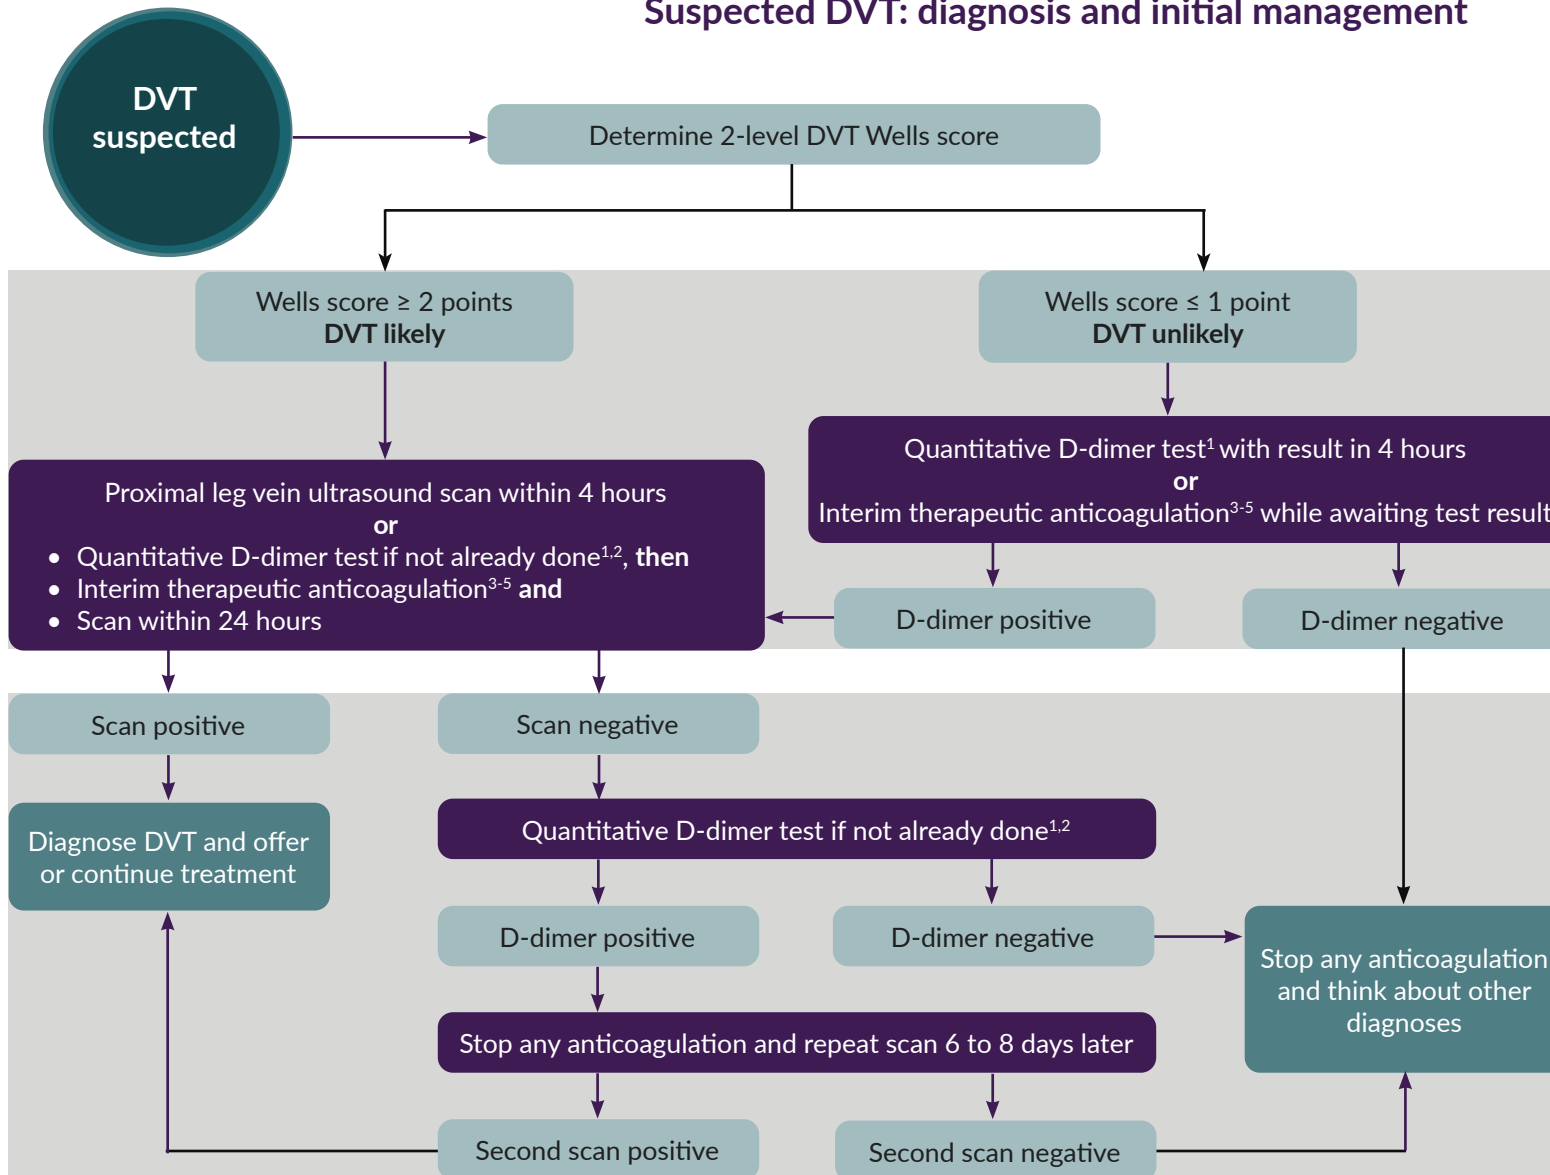 Suspected DVT: diagnosis and initial management
DVT
suspected
Determine 2-level DVT Wells score
Wells score ≥ 2 points
DVT likely
Wells score ≤ 1 point
DVT unlikely
Quantitative D-dimer test¹ with result in 4 hours
or
Interim therapeutic anticoagulation³⁻⁵ while awaiting test result
Proximal leg vein ultrasound scan within 4 hours
or
• Quantitative D-dimer test if not already done¹,², then
• Interim therapeutic anticoagulation³⁻⁵ and
• Scan within 24 hours
D-dimer positive
D-dimer negative
Scan positive
Scan negative
Diagnose DVT and offer
or continue treatment
Quantitative D-dimer test if not already done¹,²
D-dimer positive
D-dimer negative
Stop any anticoagulation
and think about other
diagnoses
Stop any anticoagulation and repeat scan 6 to 8 days later
Second scan positive
Second scan negative